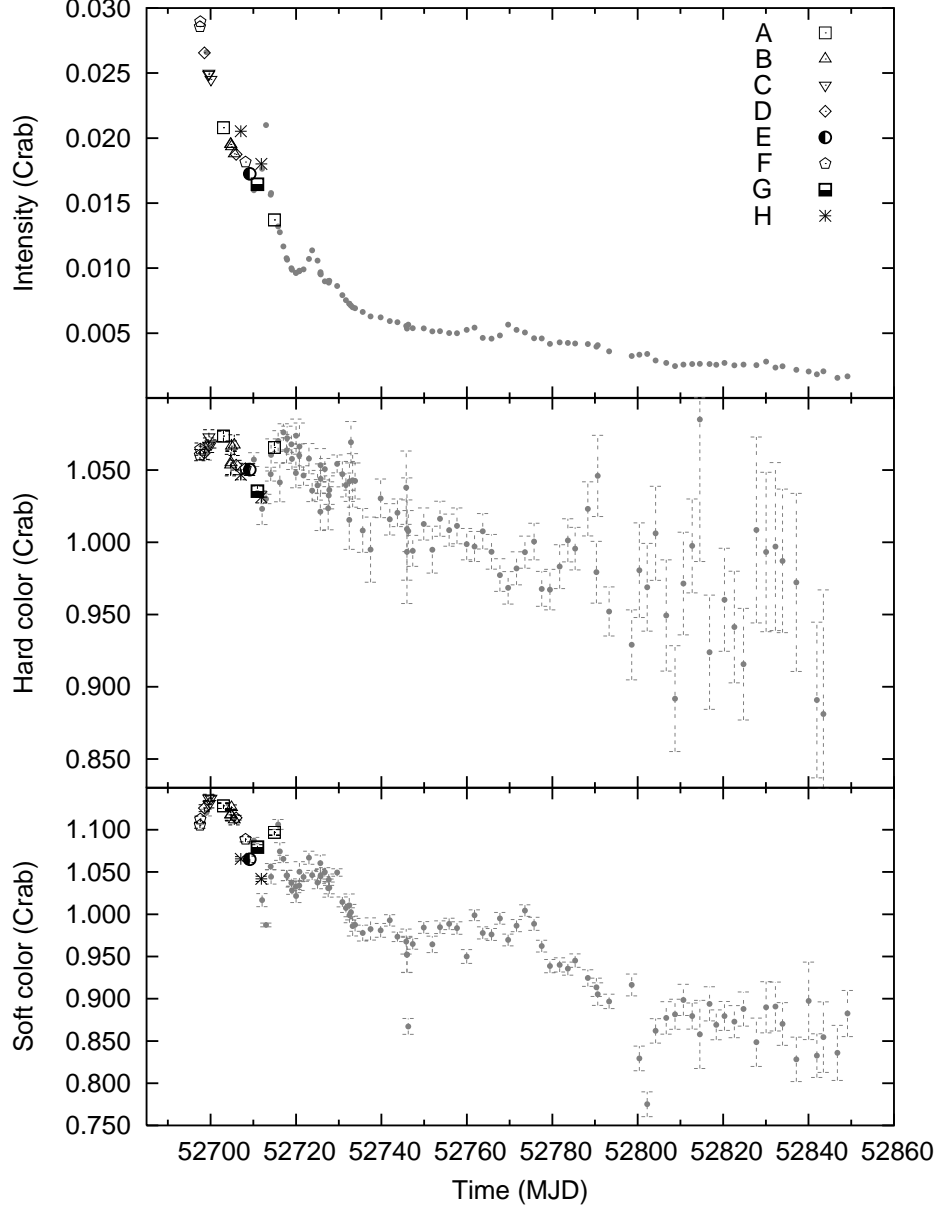 0.030
0.025
0.020
0.015
0.010
0.005
Intensity (Crab)
A
B
C
D
E
F
G
H
1.050
1.000
0.950
0.900
0.850
Hard color (Crab)
1.100
1.050
1.000
0.950
0.900
0.850
0.800
0.750
Soft color (Crab)
52700 52720 52740 52760 52780 52800 52820 52840 52860
Time (MJD)